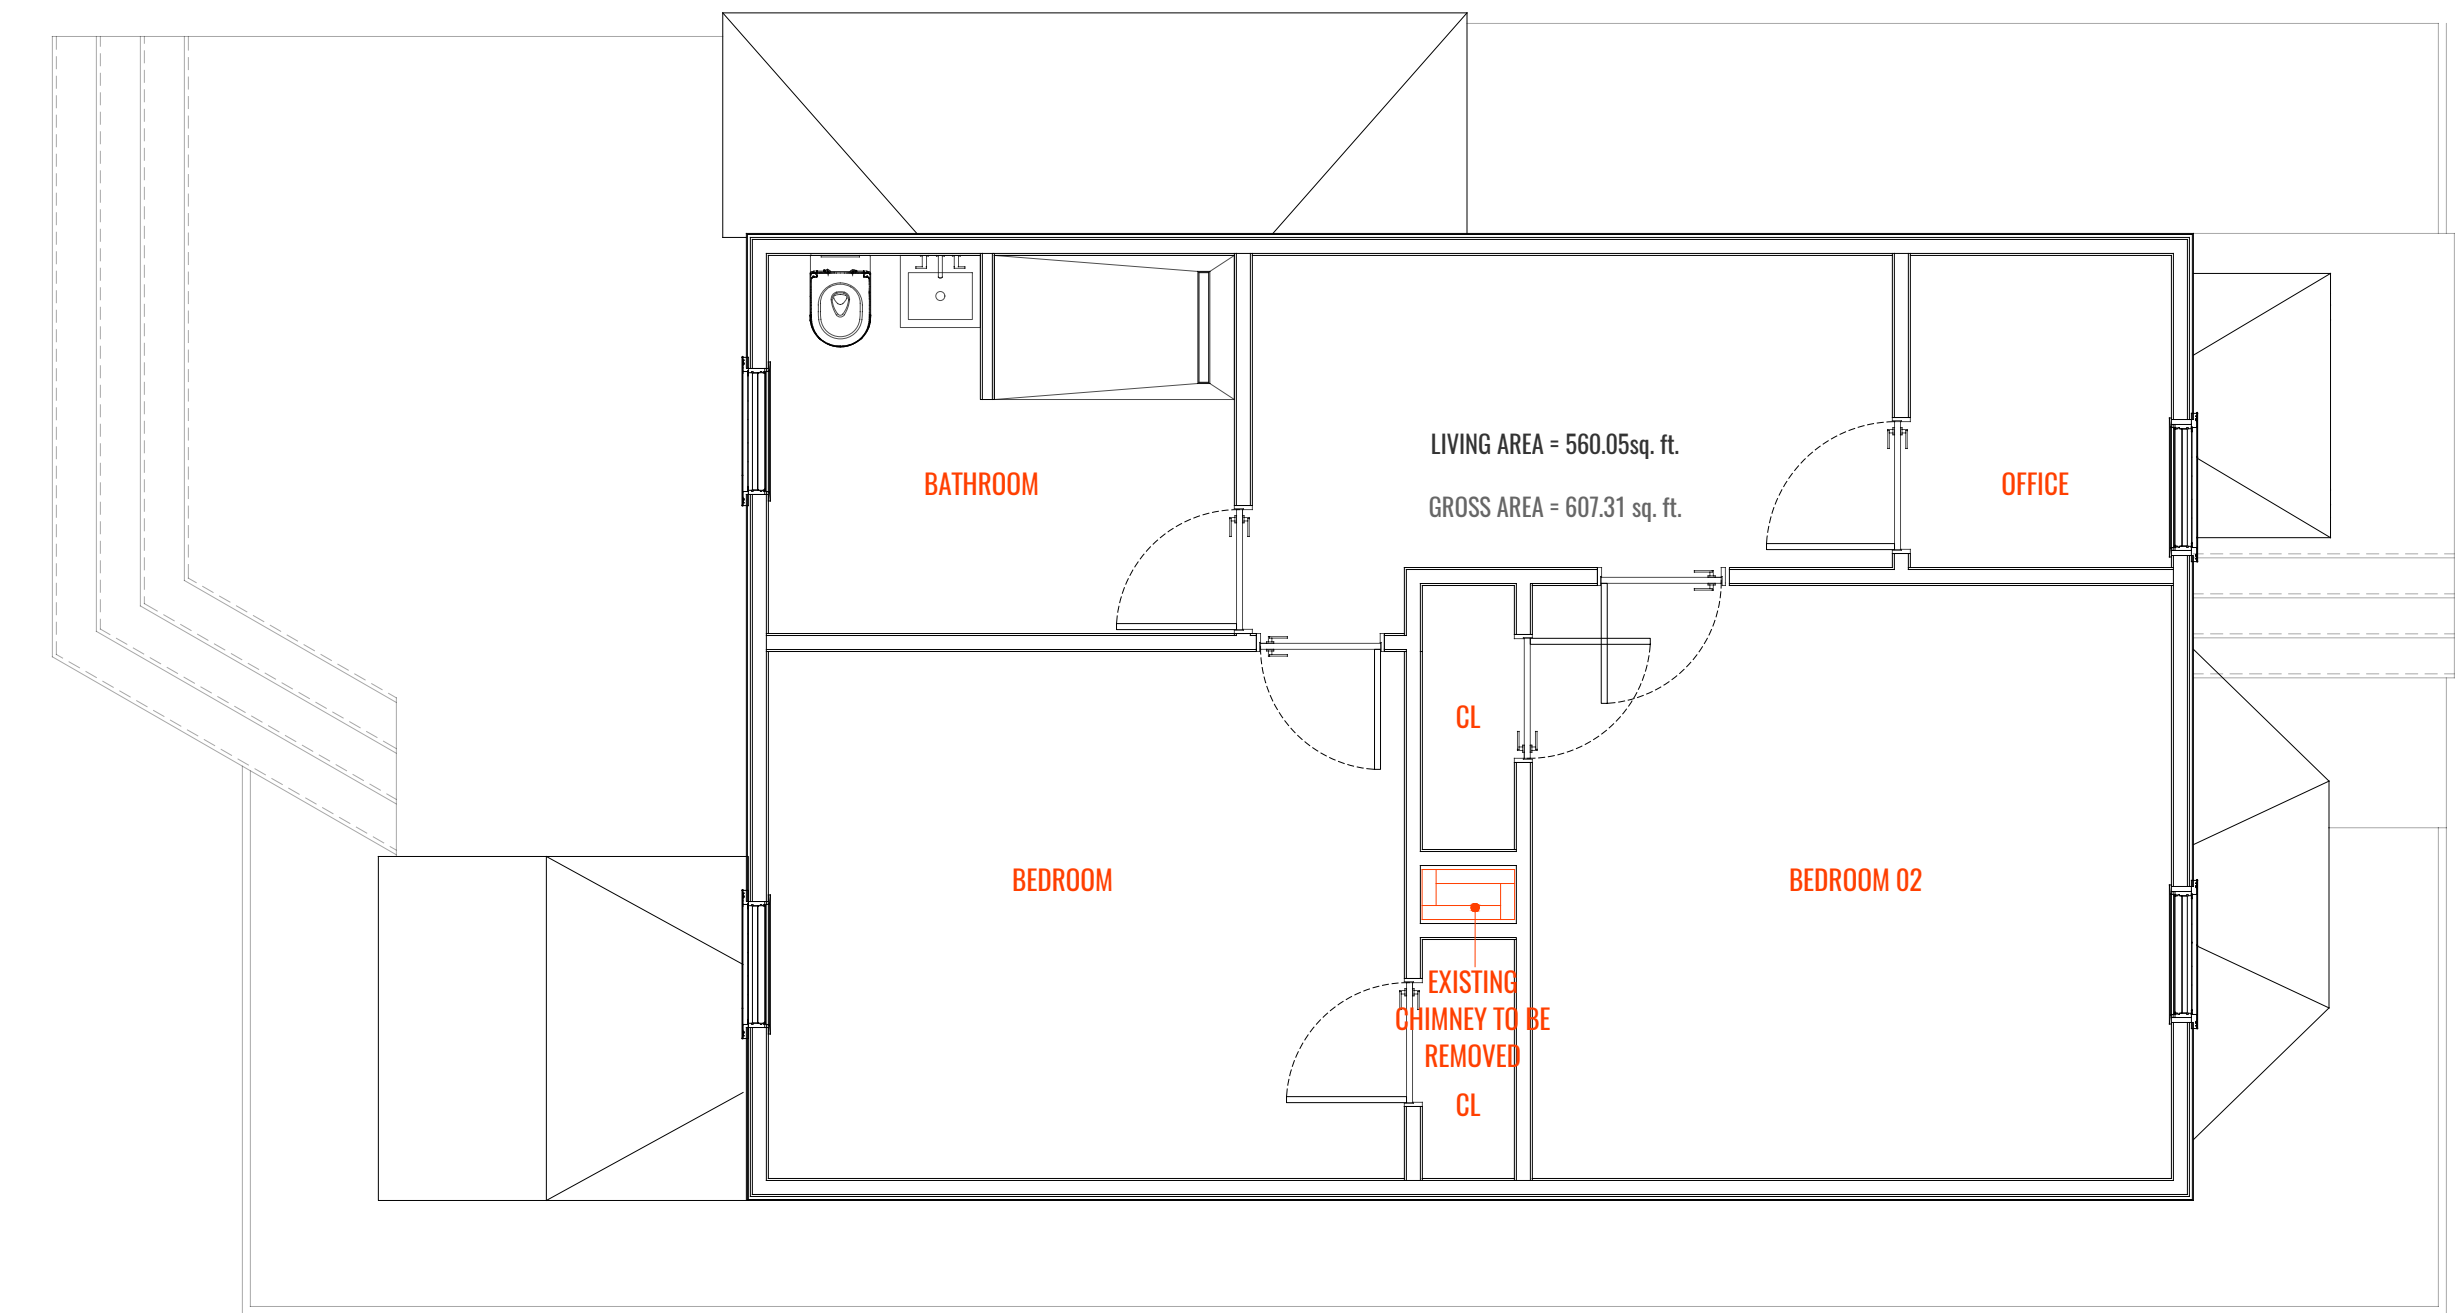 LIVING AREA = 560.05sq. ft.
BATHROOM
OFFICE
GROSS AREA = 607.31 sq. ft.
CL
BEDROOM
BEDROOM 02
EXISTING
CHIMNEY TO BE
REMOVED
CL